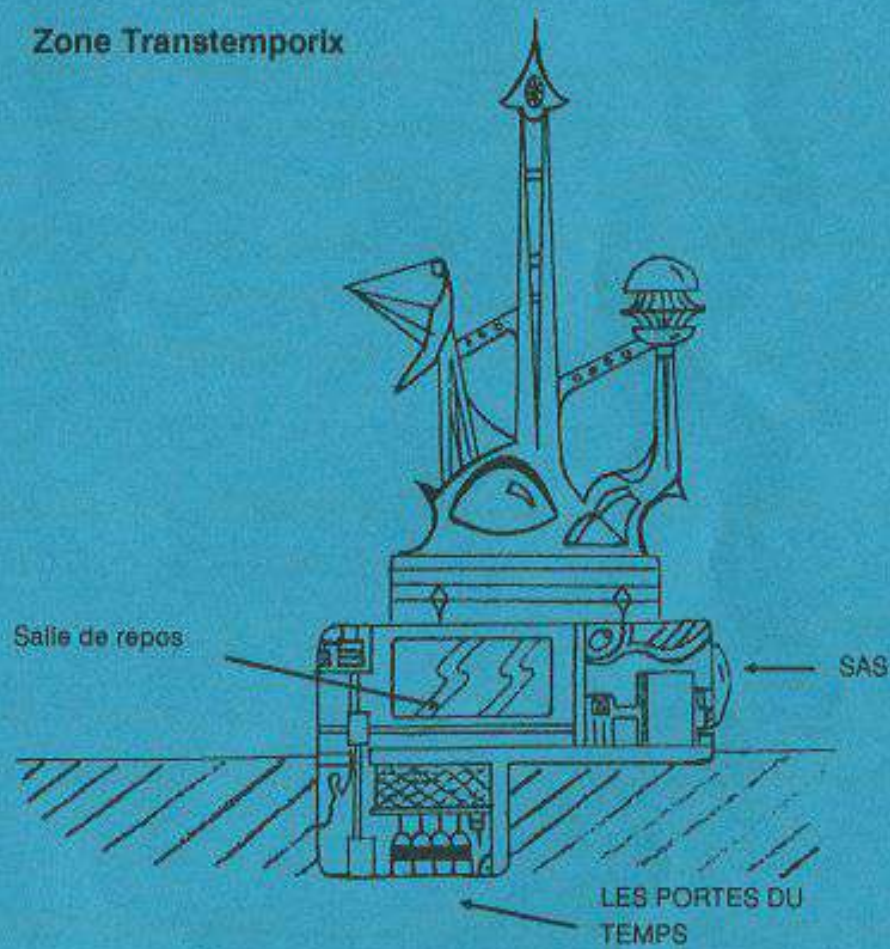 Zone Transtemporix
Salle de repos
SAS
LES PORTES DU
TEMPS